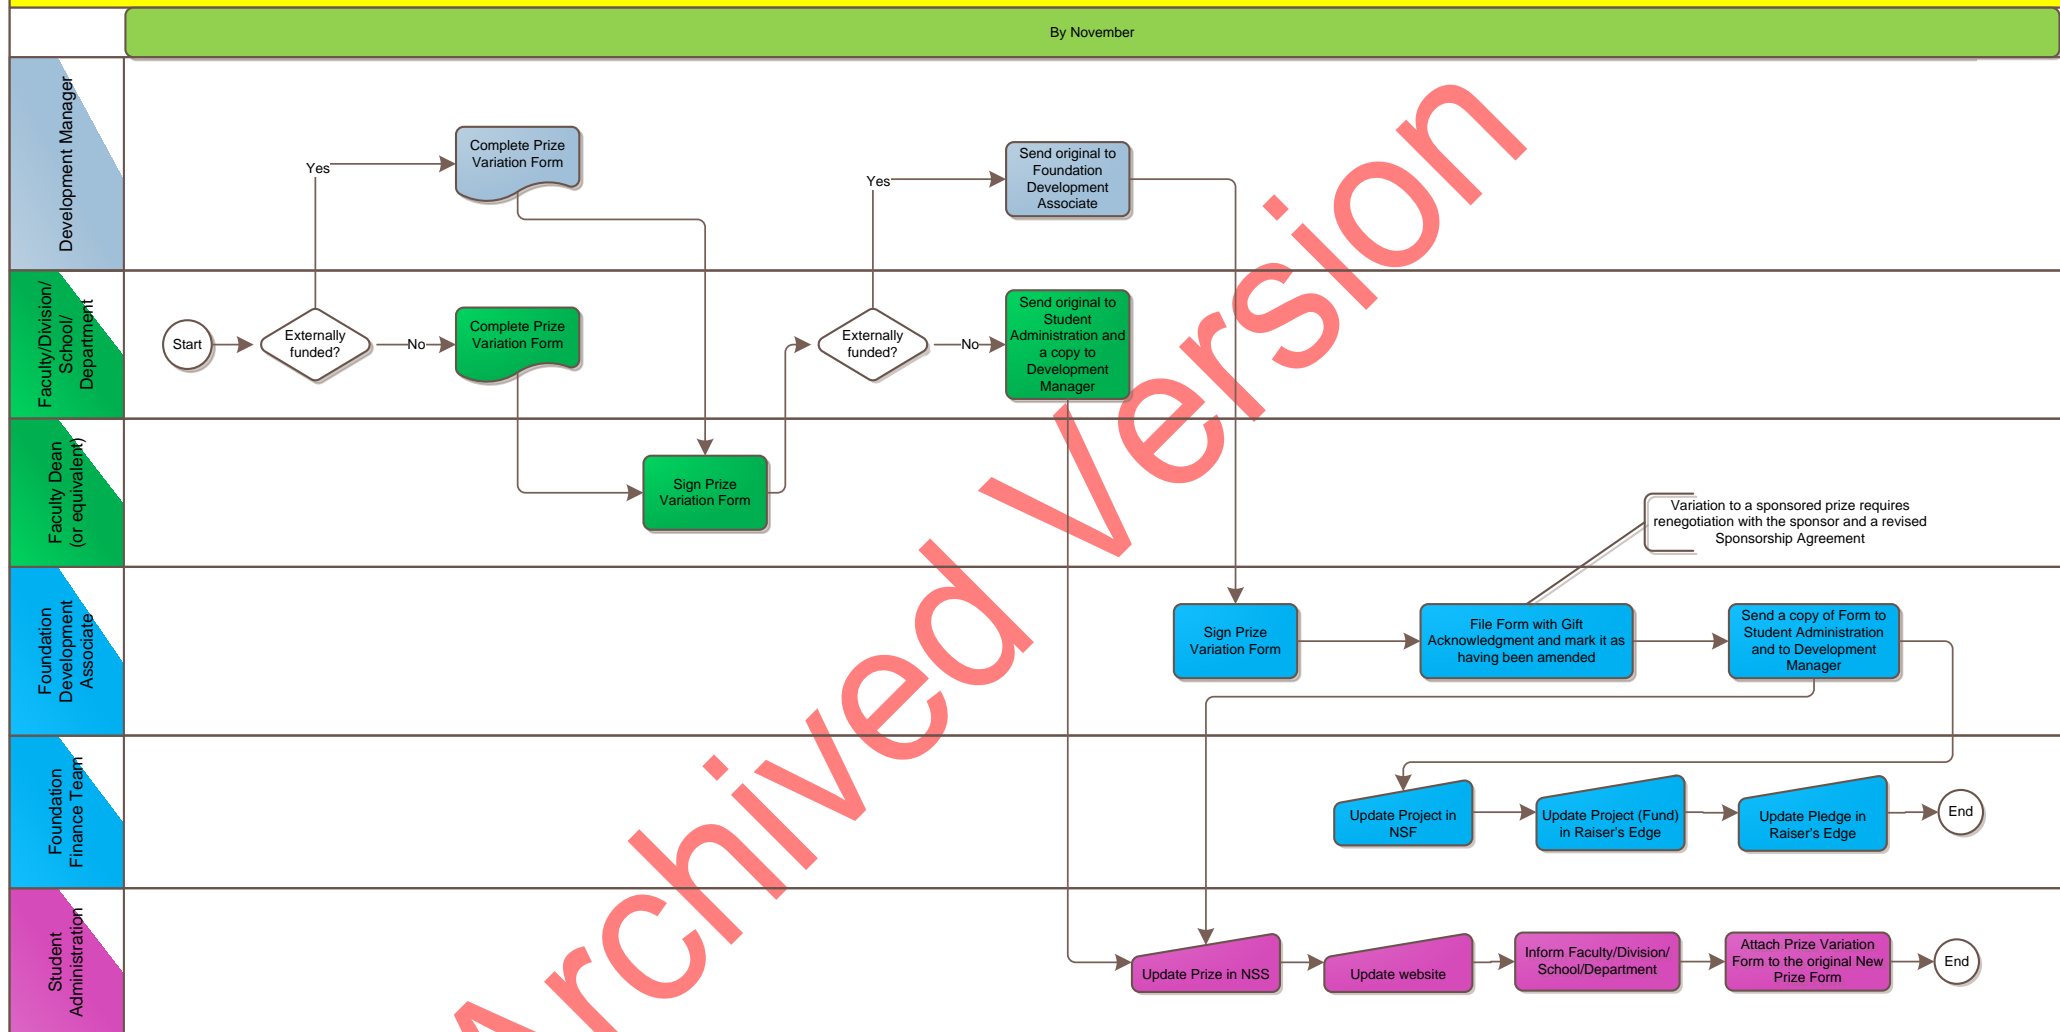 By November
Development Manager
Yes
Complete Prize
Variation Form
Yes
Send original to
Foundation
Development
Associate
Faculty/Division/
School/
Department
Start
Externally
funded?
No
Complete Prize
Variation Form
Externally
funded?
No
Send original to
Student
Administration and
a copy to
Development
Manager
Faculty Dean
(or equivalent)
Sign Prize
Variation Form
Variation to a sponsored prize requires
renegotiation with the sponsor and a revised
Sponsorship Agreement
Foundation
Development
Associate
Sign Prize
Variation Form
File Form with Gift
Acknowledgment and mark it as
having been amended
Send a copy of Form to
Student Administration
and to Development
Manager
Foundation
Finance Team
Update Project in
NSF
Update Project (Fund)
in Raiser's Edge
Update Pledge in
Raiser's Edge
End
Student
Administration
Update Prize in NSS
Update website
Inform Faculty/Division/
School/Department
Attach Prize Variation
Form to the original New
Prize Form
End
Archived Version